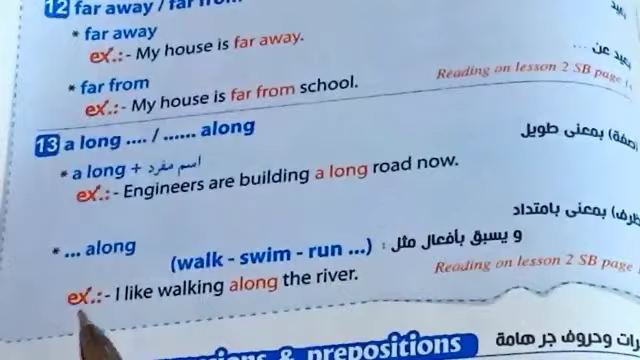 12 far away / far from
* far away
بعيد
ex.:- My house is far away.
بعيد عن ...
* far from
ex.:- My house is far from school.
Reading on lesson 2 SB page
13 a long .... / ...... along
(صفة) بمعنى طويل
* a long + اسم مفرد
ex.:- Engineers are building a long road now.
(ظرف) بمعنى بامتداد
* ... along
(walk - swim - run ...) و يسبق بأفعال مثل :
ex.:- I like walking along the river.
Reading on lesson 2 SB page
& prepositions
وحروف جر هامة